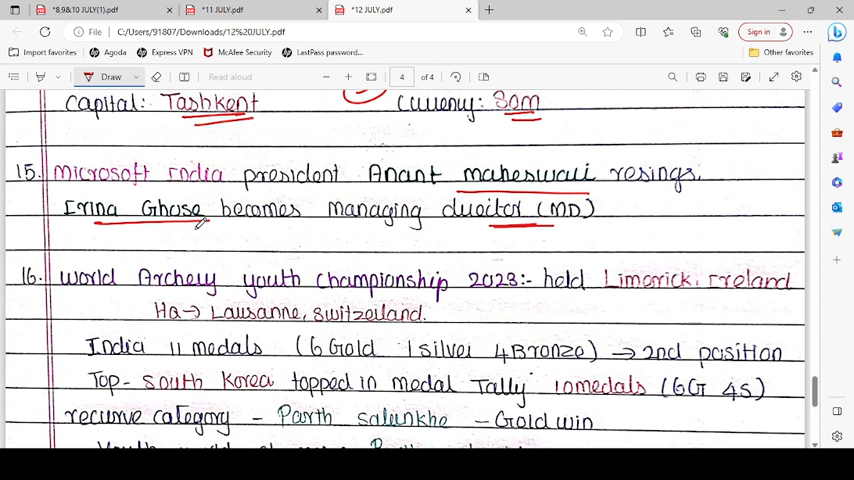 *8,9&10 JULY(1).pdf
*11 JULY.pdf
*12 JULY.pdf
File C:/Users/91807/Downloads/12%20JULY.pdf
Sign in
Import favorites Agoda Express VPN McAfee Security LastPass password...
Other favorites
Draw Read aloud 4 of 4
Capital: Tashkent Currency: Som
15. Microsoft India president Anant maheswari resings.
Irina Ghose becomes managing duoitor (MD)
16. World Archery youth championship 2023:- held Limerick, Ireland
HQ→ Lausanne, Switzerland.
India 11 medals (6 Gold 1 silver 4 Bronze) → 2nd position
Top- South Korea topped in medal Tally 10 medals (6G 4S)
recurve category - Parth salunkhe - Gold win